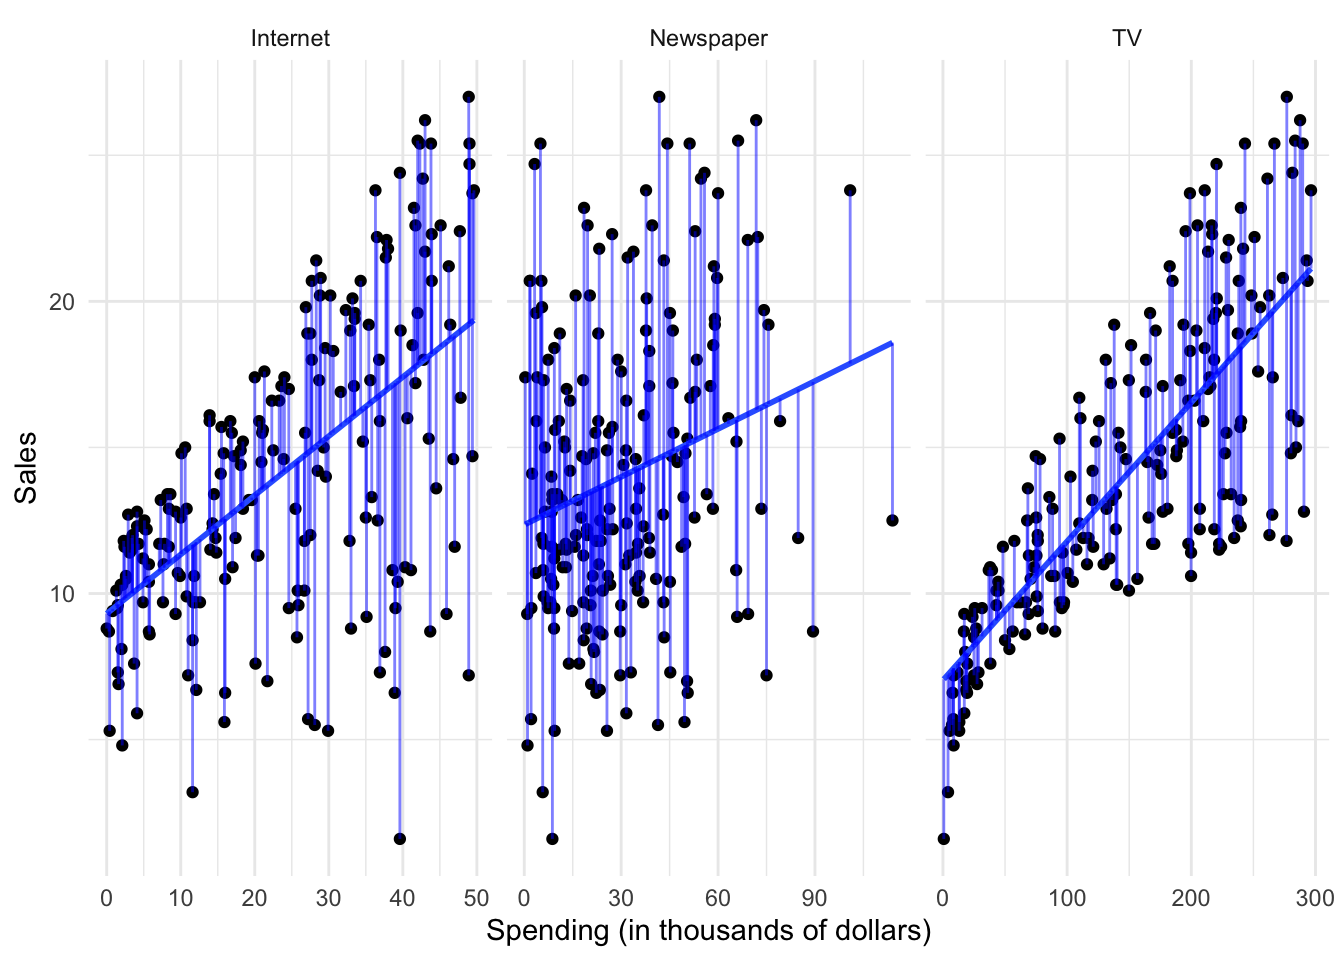 Internet Newspaper TV
Sales
20
10
0 10 20 30 40 50 0 30 60 90 0 100 200 300
Spending (in thousands of dollars)